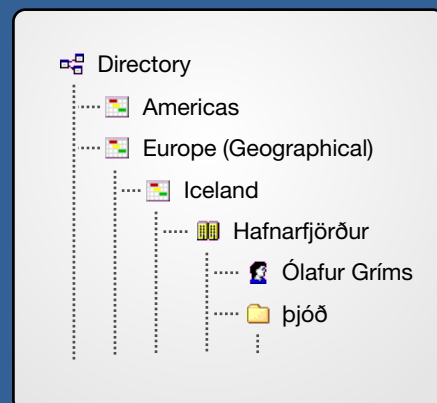 Directory
Americas
Europe (Geographical)
Iceland
Hafnarfjörður
Ólafur Gríms
þjóð